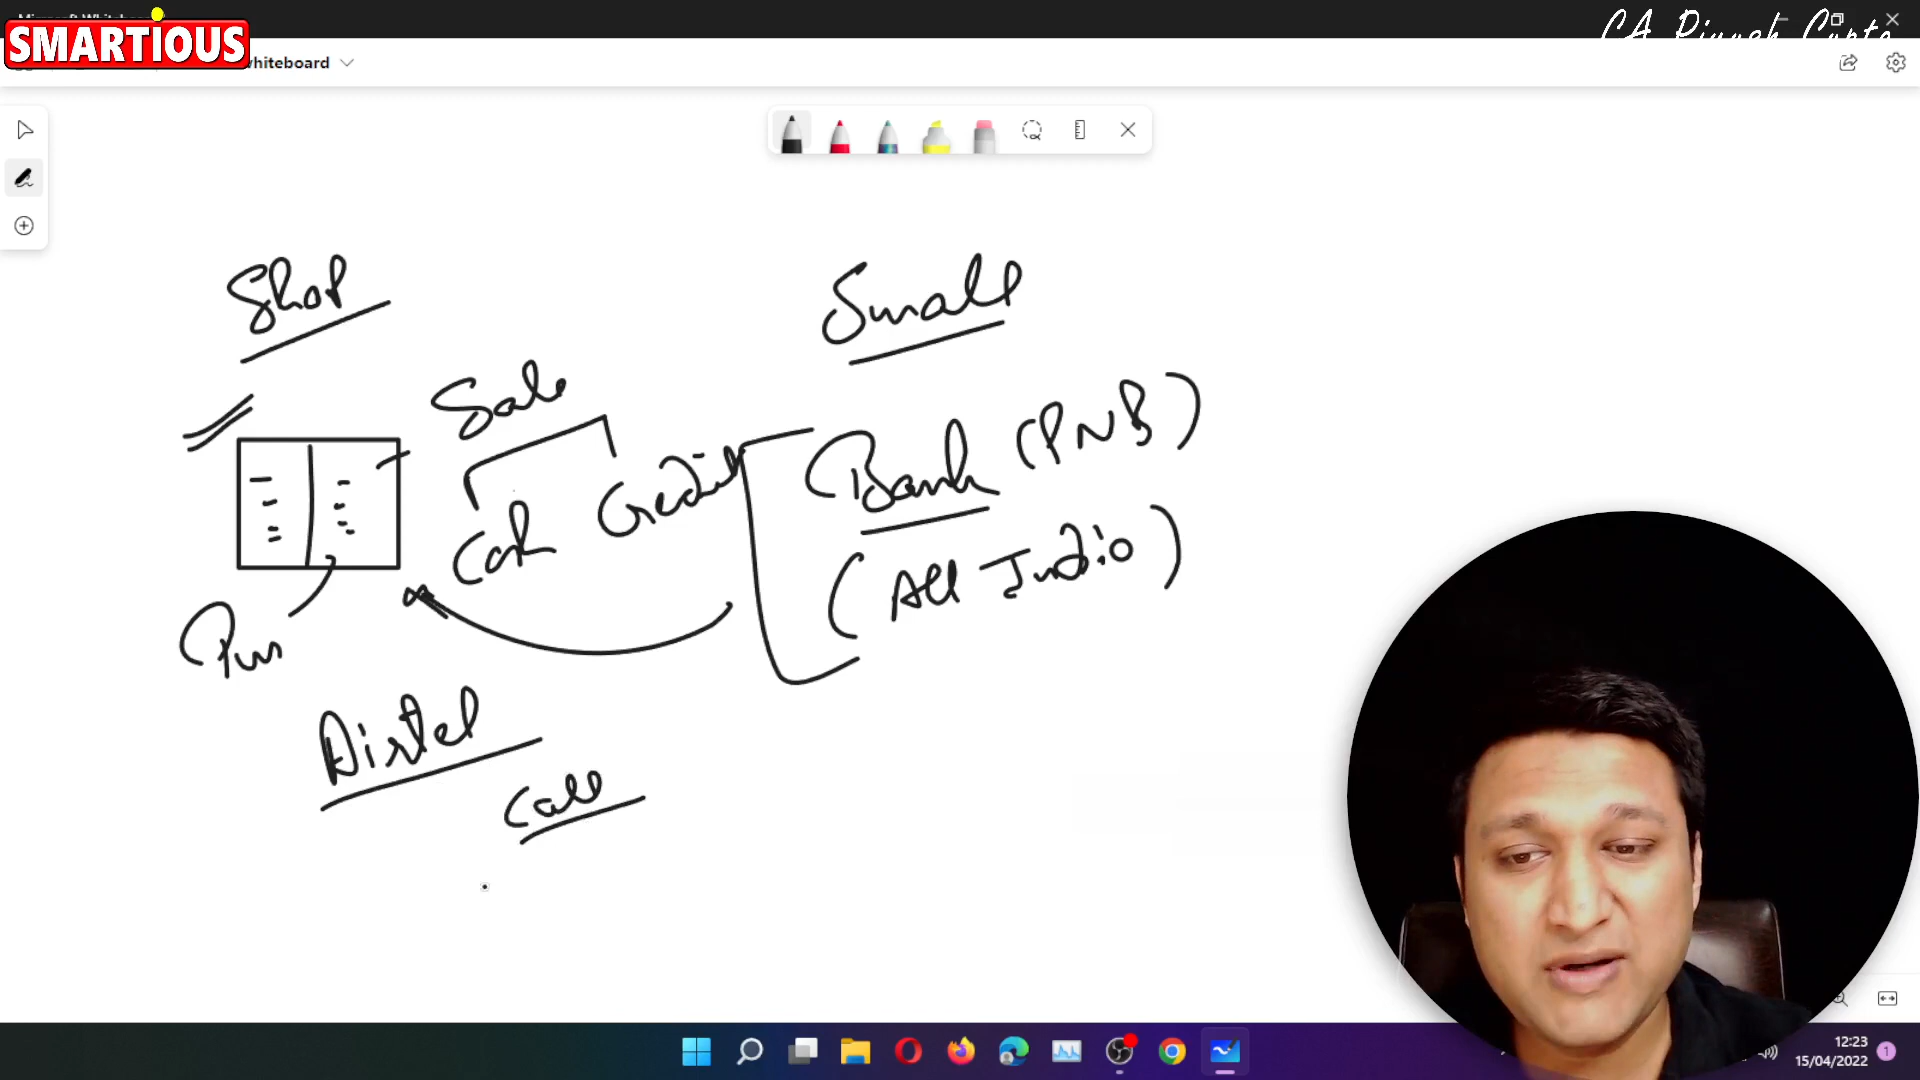 SMARTIOUS
Whiteboard
Shop
Small
Sale
Cash Credit
Bank (PNB)
(All India)
Pur
Airtel
Call
12:23
15/04/2022
1